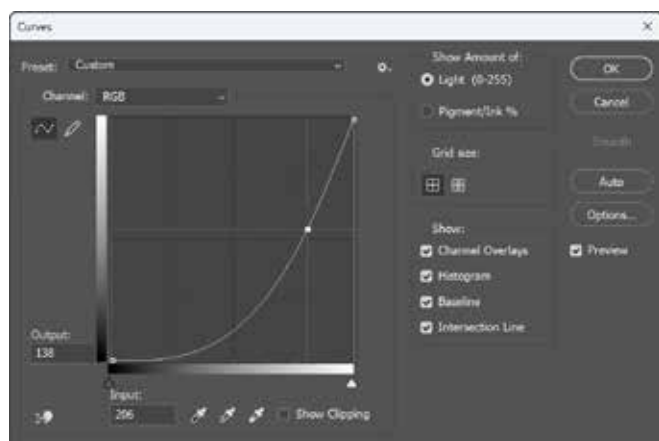 Curves
Preset: Custom
Channel: RGB
Output:
138
Input:
206
Show Clipping
Show Amount of:
Light (0-255)
Pigment/Ink %
Grid size:
Show:
Channel Overlays
Histogram
Baseline
Intersection Line
OK
Cancel
Smooth
Auto
Options...
Preview